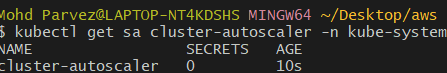 Mohd Parvez@LAPTOP-NT4KDSHS MINGW64 ~/Desktop/aws
$ kubectl get sa cluster-autoscaler -n kube-system
NAME SECRETS AGE
cluster-autoscaler 0 10s